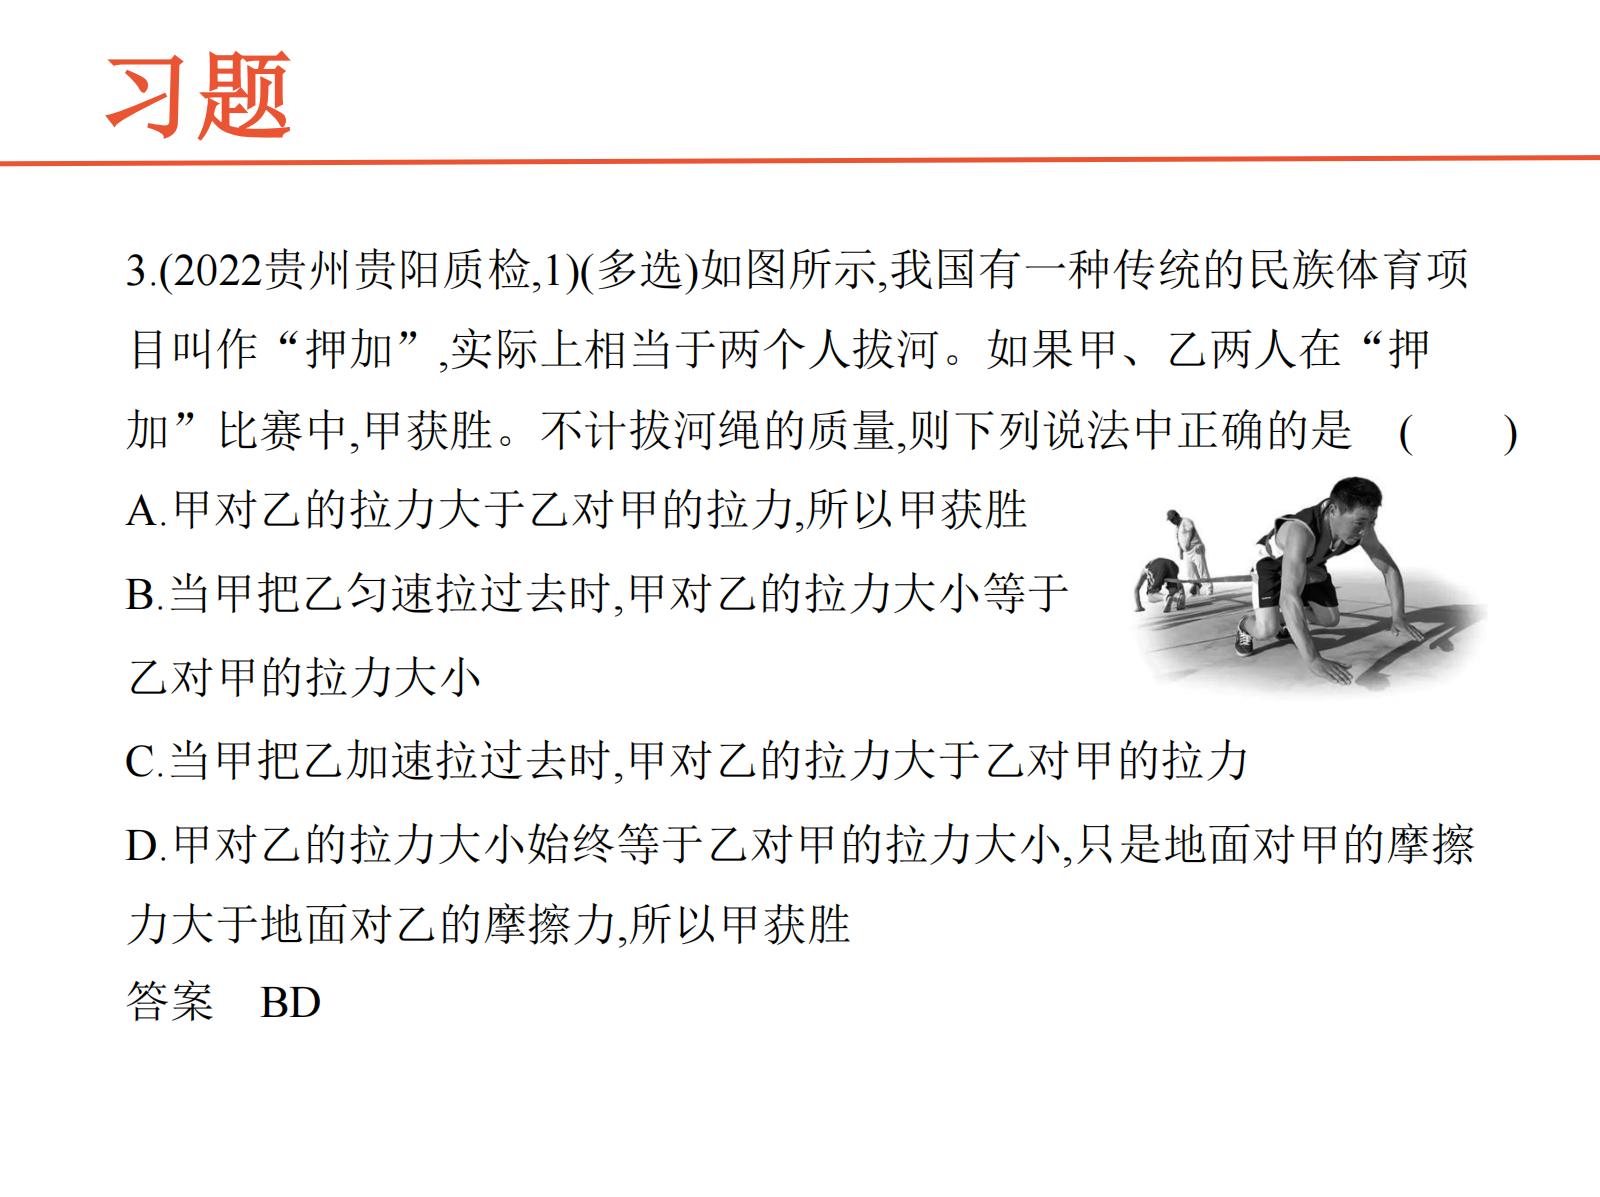 习题
3.(2022贵州贵阳质检,1)(多选)如图所示,我国有一种传统的民族体育项
目叫作“押加”,实际上相当于两个人拔河。如果甲、乙两人在“押
加”比赛中,甲获胜。不计拔河绳的质量,则下列说法中正确的是　(　　)
A.甲对乙的拉力大于乙对甲的拉力,所以甲获胜
B.当甲把乙匀速拉过去时,甲对乙的拉力大小等于
乙对甲的拉力大小
C.当甲把乙加速拉过去时,甲对乙的拉力大于乙对甲的拉力
D.甲对乙的拉力大小始终等于乙对甲的拉力大小,只是地面对甲的摩擦
力大于地面对乙的摩擦力,所以甲获胜
答案　BD